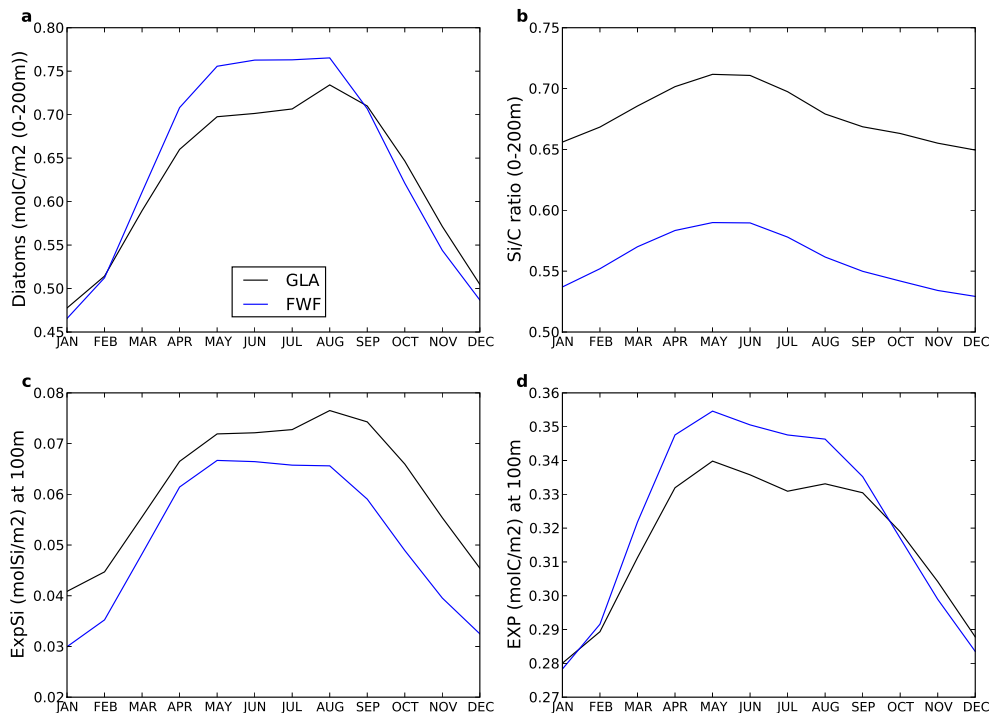 a
Diatoms (molC/m2 (0-200m))
0.80
0.75
0.70
0.65
0.60
0.55
0.50
0.45
JAN FEB MAR APR MAY JUN JUL AUG SEP OCT NOV DEC
GLA
FWF
b
Si/C ratio (0-200m)
0.75
0.70
0.65
0.60
0.55
0.50
JAN FEB MAR APR MAY JUN JUL AUG SEP OCT NOV DEC
c
ExpSi (molSi/m2) at 100m
0.08
0.07
0.06
0.05
0.04
0.03
0.02
JAN FEB MAR APR MAY JUN JUL AUG SEP OCT NOV DEC
d
EXP (molC/m2) at 100m
0.36
0.35
0.34
0.33
0.32
0.31
0.30
0.29
0.28
0.27
JAN FEB MAR APR MAY JUN JUL AUG SEP OCT NOV DEC